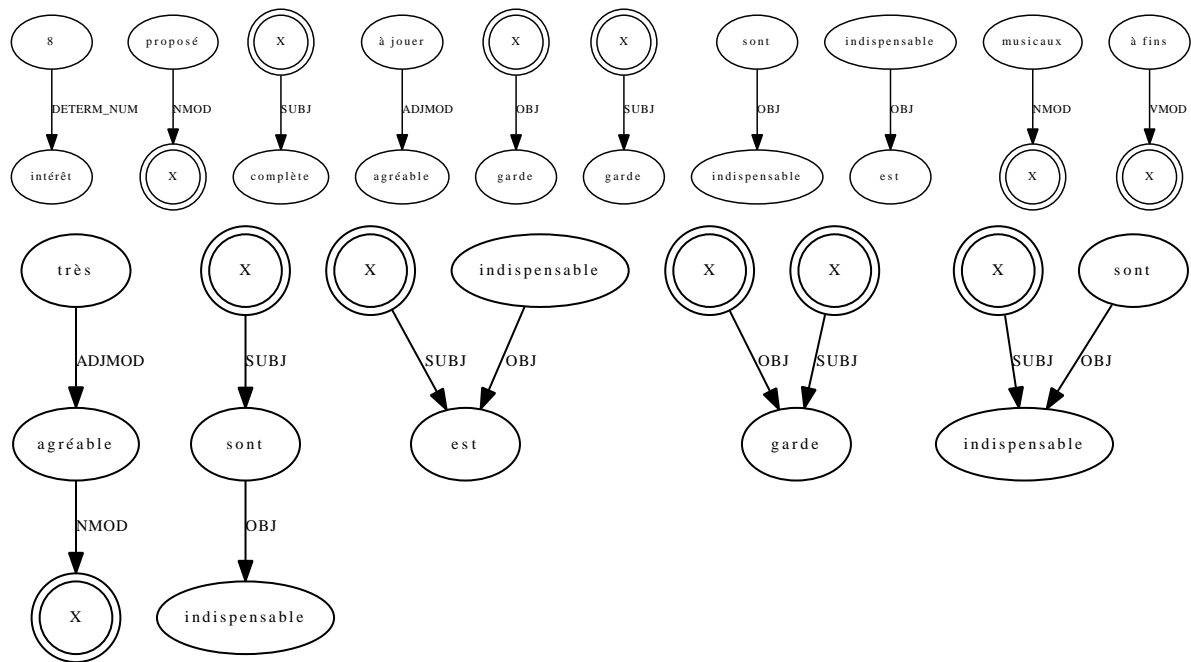 8 proposé X à jouer X X sont indispensable musicaux à fins
DETERM_NUM NMOD SUBJ ADJMOD OBJ SUBJ OBJ OBJ NMOD VMOD
intérêt X complète agréable garde garde indispensable est X X
très X X indispensable X X X sont
ADJMOD SUBJ SUBJ OBJ OBJ SUBJ SUBJ OBJ
agréable sont est garde indispensable
NMOD OBJ
X indispensable